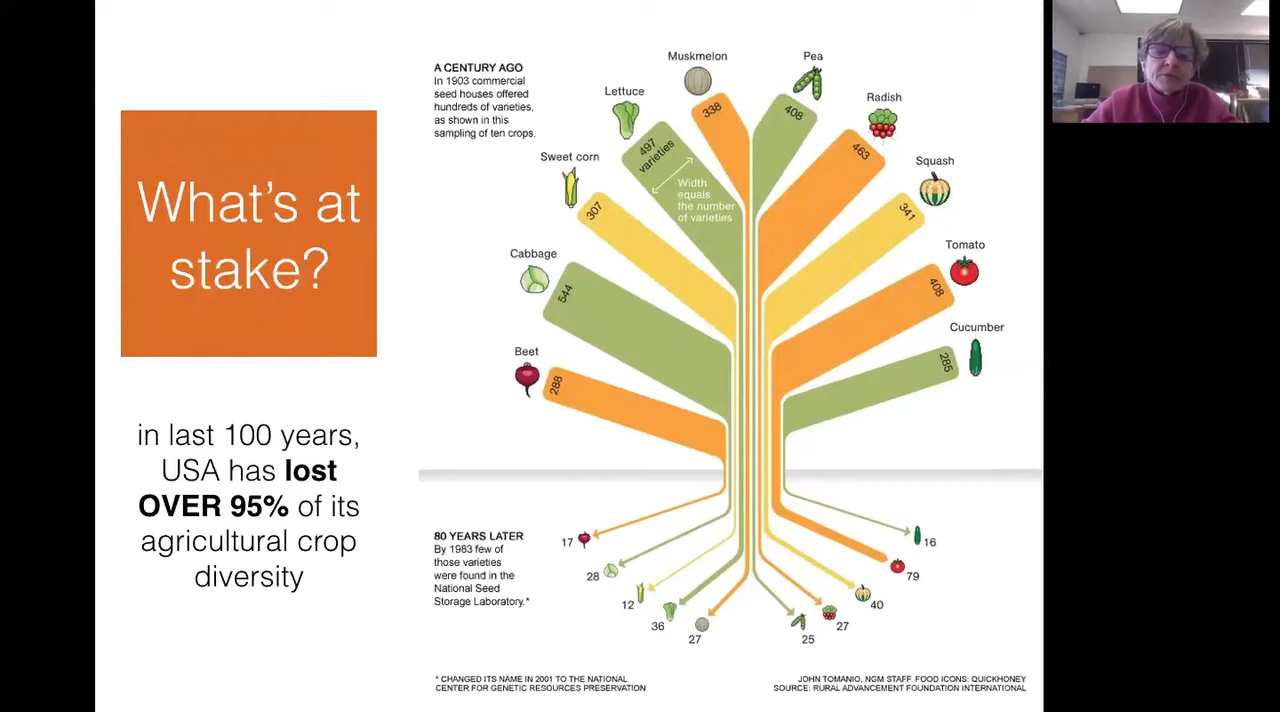 What's at
stake?
in last 100 years,
USA has lost
OVER 95% of its
agricultural crop
diversity
A CENTURY AGO
In 1903 commercial
seed houses offered
hundreds of varieties,
as shown in this
sampling of ten crops.
Muskmelon
338
Pea
408
Lettuce
497
varieties
Width
equals
the number
of varieties
Radish
463
Sweet corn
307
Squash
341
Cabbage
544
Tomato
408
Beet
288
Cucumber
285
80 YEARS LATER
By 1983 few of
those varieties
were found in the
National Seed
Storage Laboratory.*
17
28
12
36
27
25
27
40
79
16
* CHANGED ITS NAME IN 2001 TO THE NATIONAL
CENTER FOR GENETIC RESOURCES PRESERVATION
JOHN TOMANIO, NGM STAFF. FOOD ICONS: QUICKHONEY
SOURCE: RURAL ADVANCEMENT FOUNDATION INTERNATIONAL